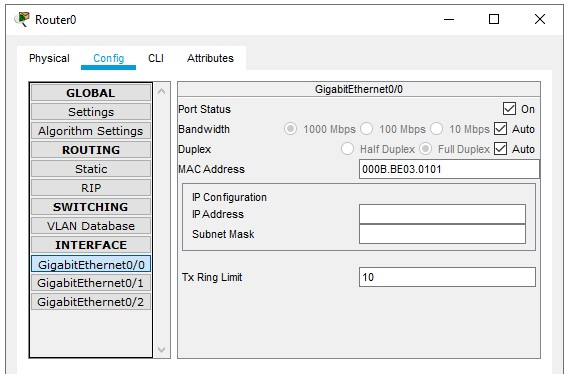 Router0
Physical Config CLI Attributes
GLOBAL
Settings
Algorithm Settings
ROUTING
Static
RIP
SWITCHING
VLAN Database
INTERFACE
GigabitEthernet0/0
GigabitEthernet0/1
GigabitEthernet0/2
GigabitEthernet0/0
Port Status On
Bandwidth 1000 Mbps 100 Mbps 10 Mbps Auto
Duplex Half Duplex Full Duplex Auto
MAC Address 000B.BE03.0101
IP Configuration
IP Address
Subnet Mask
Tx Ring Limit 10